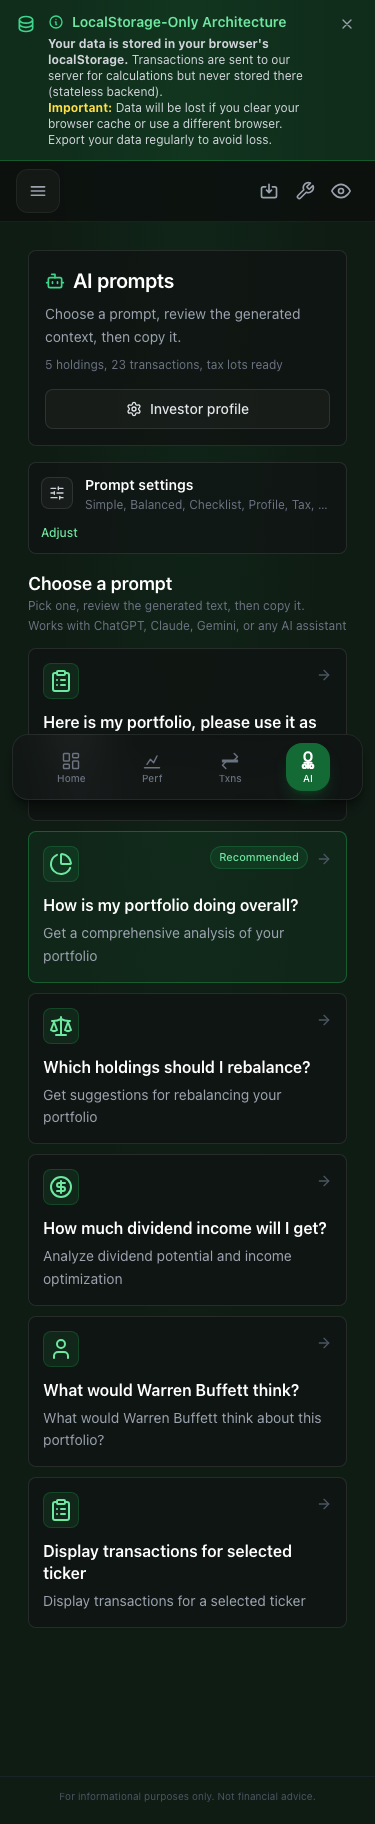 LocalStorage-Only Architecture
Your data is stored in your browser's
localStorage. Transactions are sent to our
server for calculations but never stored there
(stateless backend).
Important: Data will be lost if you clear your
browser cache or use a different browser.
Export your data regularly to avoid loss.
AI prompts
Choose a prompt, review the generated
context, then copy it.
5 holdings, 23 transactions, tax lots ready
Investor profile
Prompt settings
Simple, Balanced, Checklist, Profile, Tax, ...
Adjust
Choose a prompt
Pick one, review the generated text, then copy it.
Works with ChatGPT, Claude, Gemini, or any AI assistant
Here is my portfolio, please use it as
Home
Perf
Txns
AI
Recommended
How is my portfolio doing overall?
Get a comprehensive analysis of your
portfolio
Which holdings should I rebalance?
Get suggestions for rebalancing your
portfolio
How much dividend income will I get?
Analyze dividend potential and income
optimization
What would Warren Buffett think?
What would Warren Buffett think about this
portfolio?
Display transactions for selected
ticker
Display transactions for a selected ticker
For informational purposes only. Not financial advice.